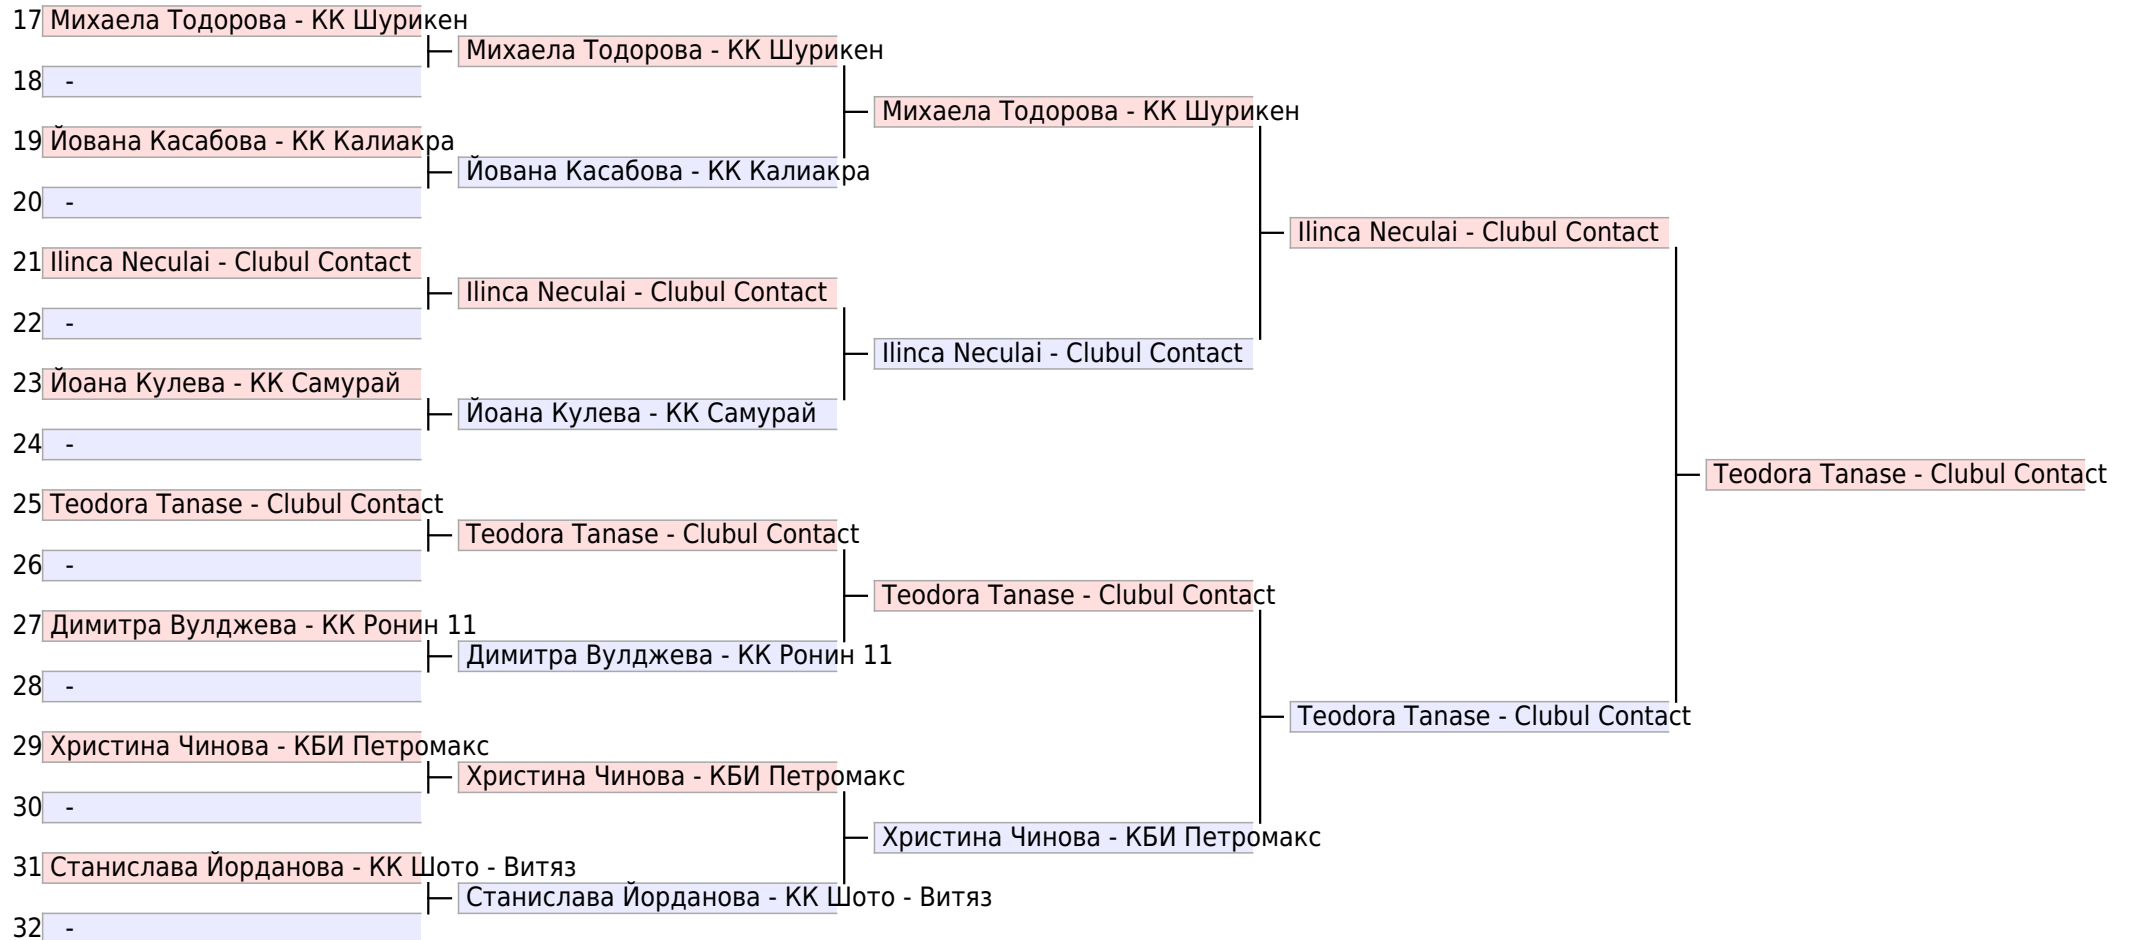 17 Михаела Тодорова - КК Шурикен
Михаела Тодорова - КК Шурикен
18 -
Михаела Тодорова - КК Шурикен
19 Йована Касабова - КК Калиакра
Йована Касабова - КК Калиакра
20 -
Ilinca Neculai - Clubul Contact
21 Ilinca Neculai - Clubul Contact
Ilinca Neculai - Clubul Contact
22 -
Ilinca Neculai - Clubul Contact
23 Йоана Кулева - КК Самурай
Йоана Кулева - КК Самурай
24 -
Teodora Tanase - Clubul Contact
25 Teodora Tanase - Clubul Contact
Teodora Tanase - Clubul Contact
26 -
Teodora Tanase - Clubul Contact
27 Димитра Вулджева - КК Ронин 11
Димитра Вулджева - КК Ронин 11
28 -
Teodora Tanase - Clubul Contact
29 Христина Чинова - КБИ Петромакс
Христина Чинова - КБИ Петромакс
30 -
Христина Чинова - КБИ Петромакс
31 Станислава Йорданова - КК Шото - Витяз
Станислава Йорданова - КК Шото - Витяз
32 -